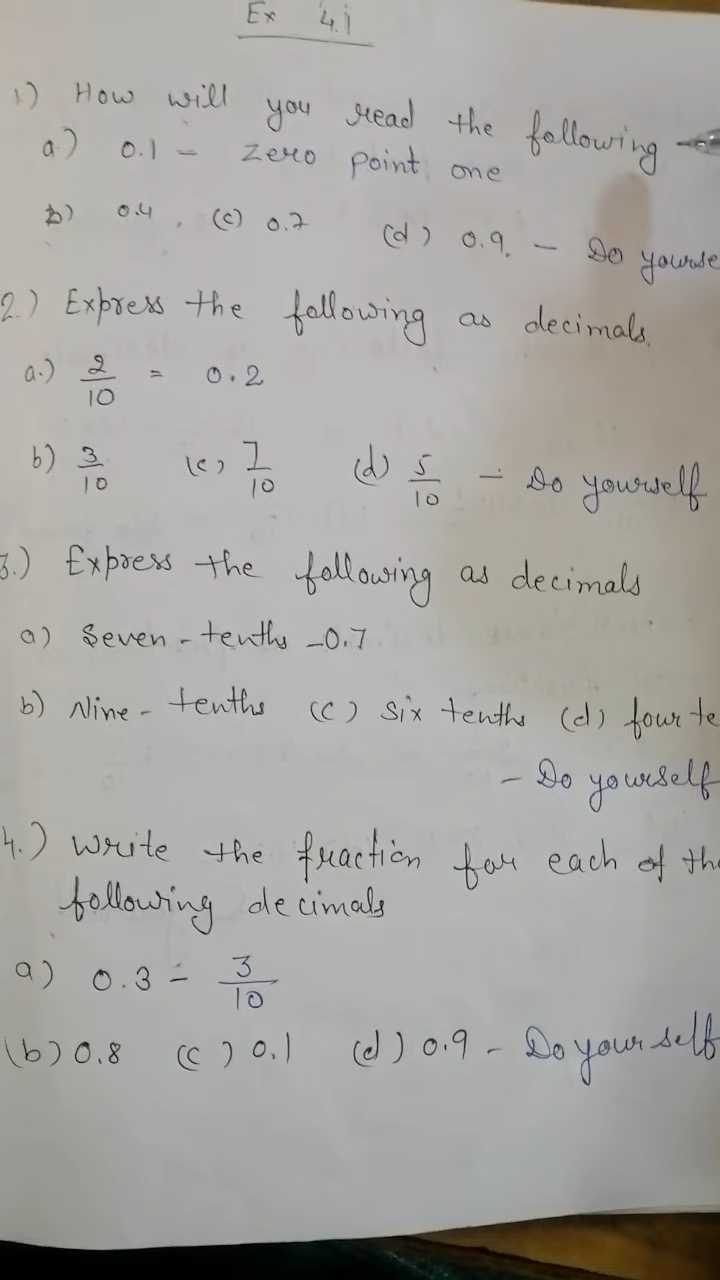 Ex 4.1
1) How will you read the following
a) 0.1 - zero point one
b) 0.4, (c) 0.7 (d) 0.9. - Do yourse
2.) Express the following as decimals.
a.) 2/10 = 0.2
b) 3/10 (c) 7/10 (d) 5/10 - Do yourself
3.) Express the following as decimals
a) Seven-tenths - 0.7
b) Nine-tenths (c) six tenths (d) four te
- Do yourself
4.) Write the fraction for each of the
following decimals
a) 0.3 = 3/10
(b) 0.8 (c) 0.1 (d) 0.9 - Do your self